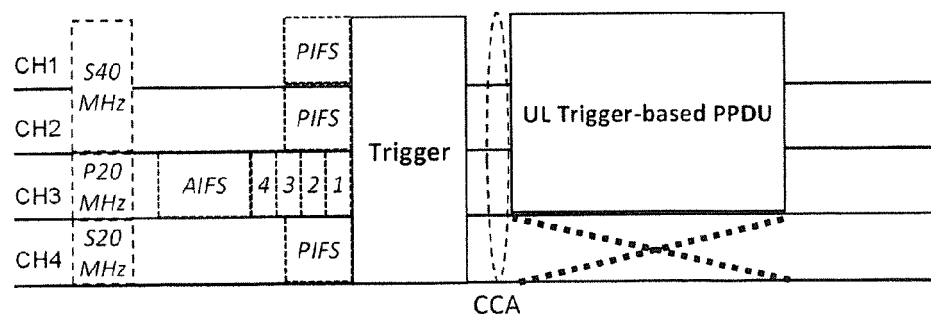 CH1
S40
MHz
PIFS
CH2
PIFS
Trigger
UL Trigger-based PPDU
CH3
P20
MHz
AIFS
4
3
2
1
CH4
S20
MHz
PIFS
CCA